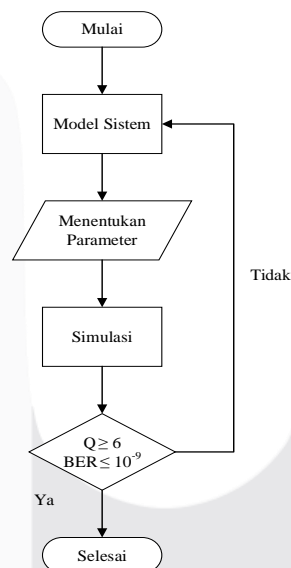 Mulai
Model Sistem
Menentukan
Parameter
Tidak
Simulasi
Q ≥ 6
BER ≤ 10⁻⁹
Ya
Selesai